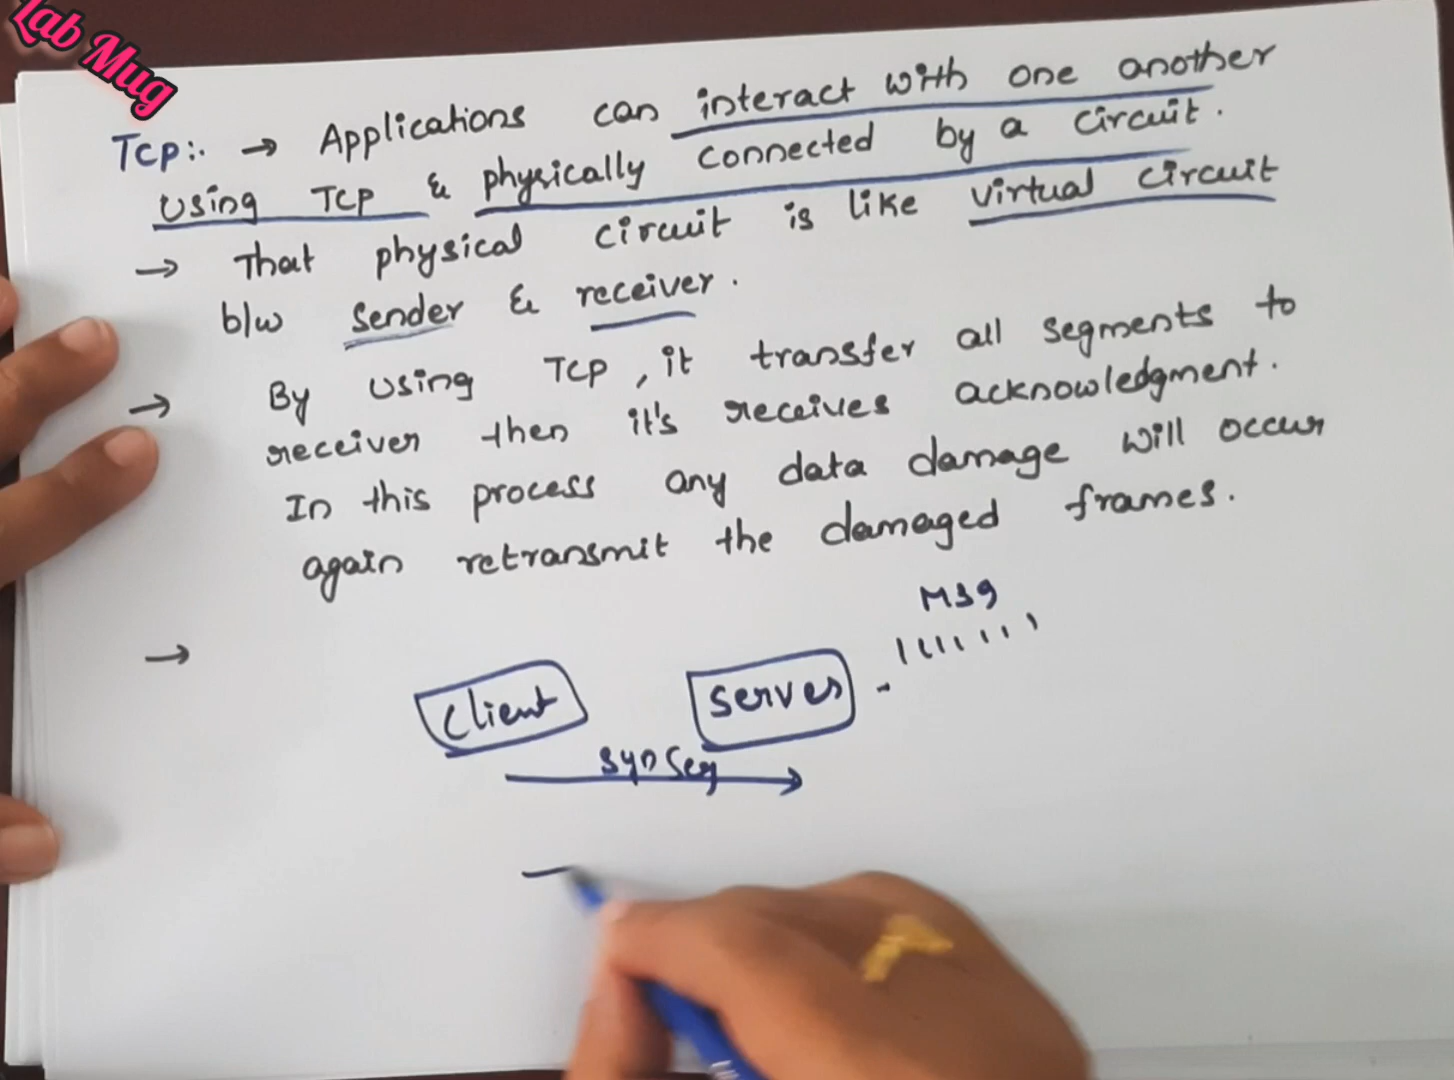 Lab Mug
Tcp:. → Applications can interact with one another
using TCP & physically connected by a circuit.
→ That physical circuit is like virtual circuit
b/w sender & receiver.
→ By using TCP, it transfer all segments to
receiver then it's receives acknowledgment.
In this process any data damage will occur
again retransmit the damaged frames.
→
Msg
client server
syn seg